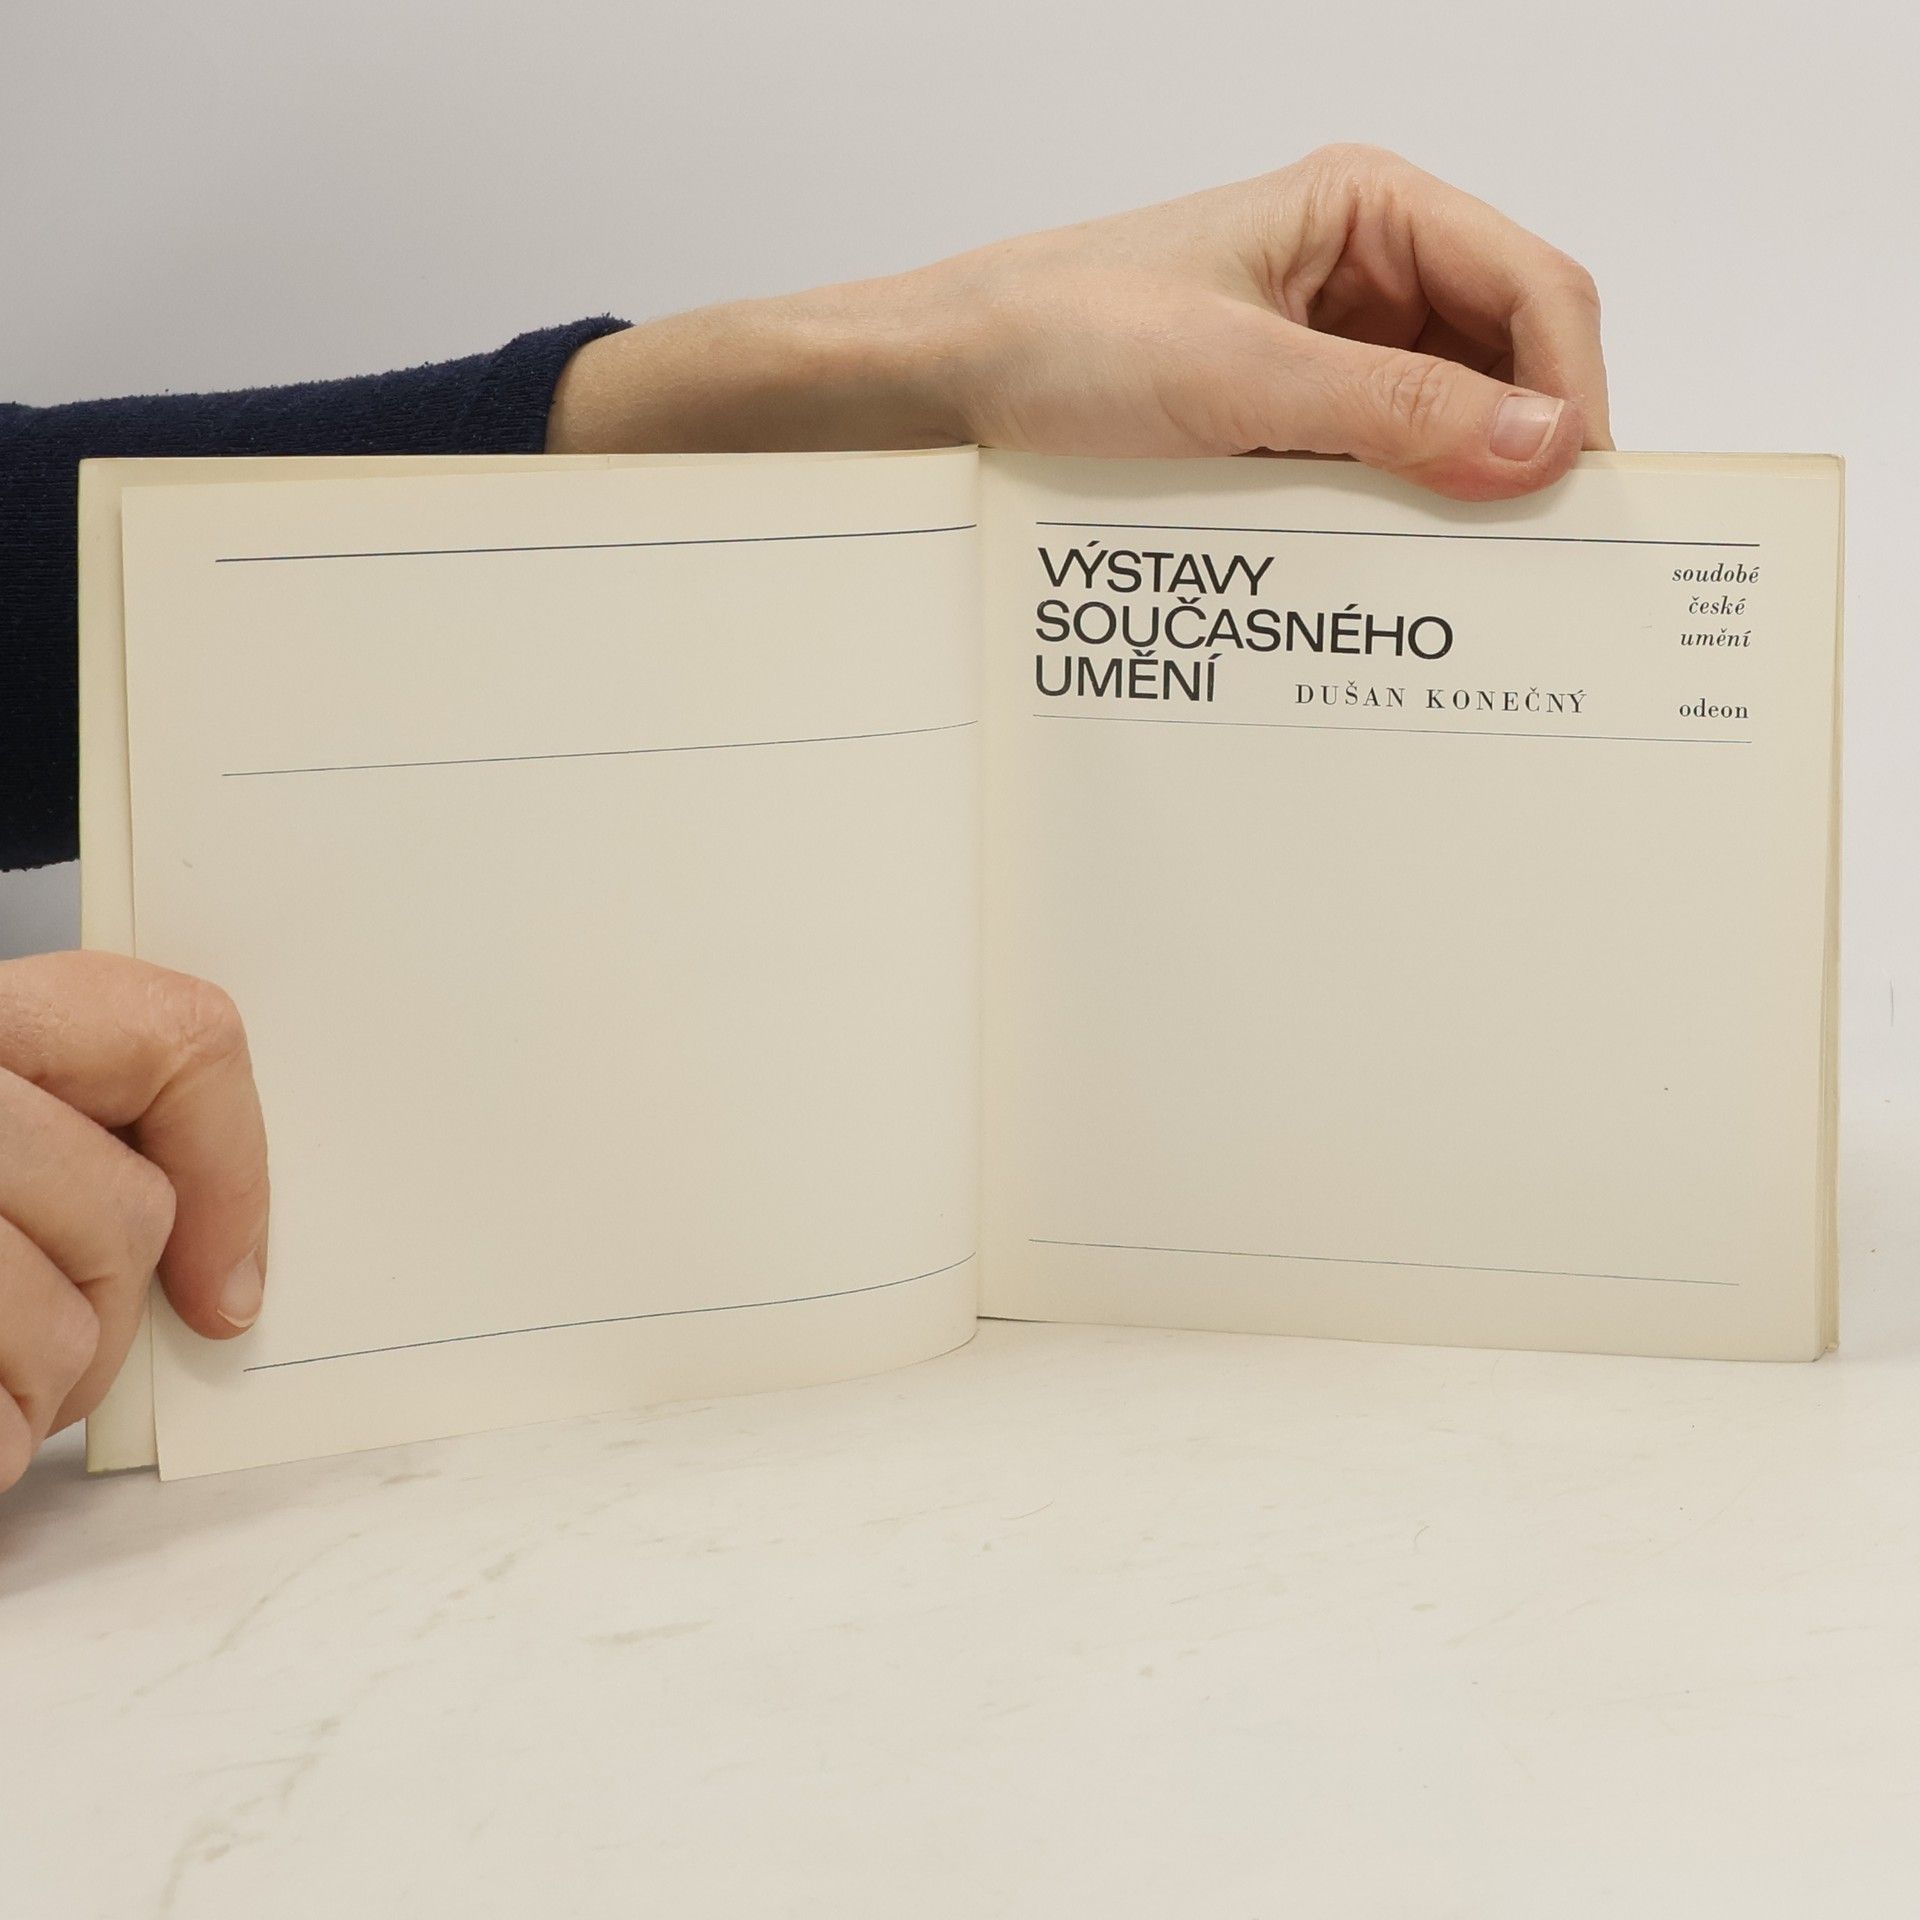 VÝSTAVY
SOUČASNÉHO
UMĚNÍ
DUŠAN KONEČNÝ
soudobé
české
umění
odeon